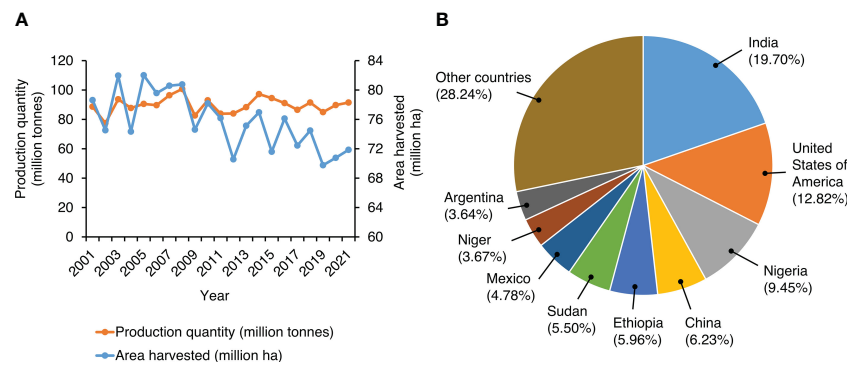 A
Production quantity
(million tonnes)
120
100
80
60
40
20
0
84
80
76
72
68
64
60
Area harvested
(million ha)
2001
2003
2005
2007
2009
2011
2013
2015
2017
2019
2021
Year
Production quantity (million tonnes)
Area harvested (million ha)
B
India
(19.70%)
United
States of
America
(12.82%)
Nigeria
(9.45%)
China
(6.23%)
Ethiopia
(5.96%)
Sudan
(5.50%)
Mexico
(4.78%)
Niger
(3.67%)
Argentina
(3.64%)
Other countries
(28.24%)